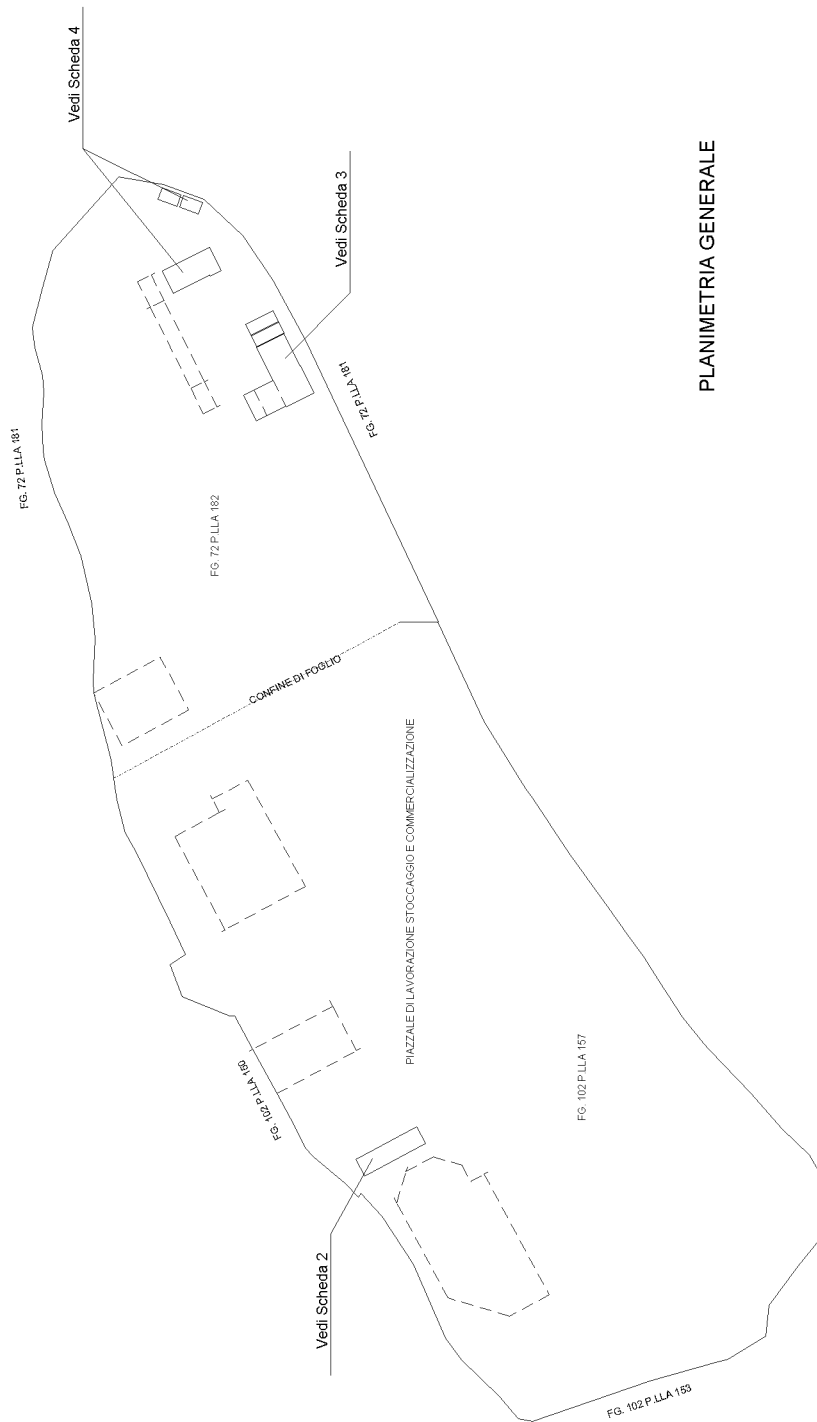 Vedi Scheda 4
Vedi Scheda 3
PLANIMETRIA GENERALE
FG. 72 P.LLA 181
FG. 72 P.LLA 181
FG. 72 P.LLA 182
CONFINE DI FOGLIO
PIAZZALE DI LAVORAZIONE STOCCAGGIO E COMMERCIALIZZAZIONE
FG. 102 P.LLA 157
FG. 102 P.LLA 150
Vedi Scheda 2
FG. 102 P.LLA 153